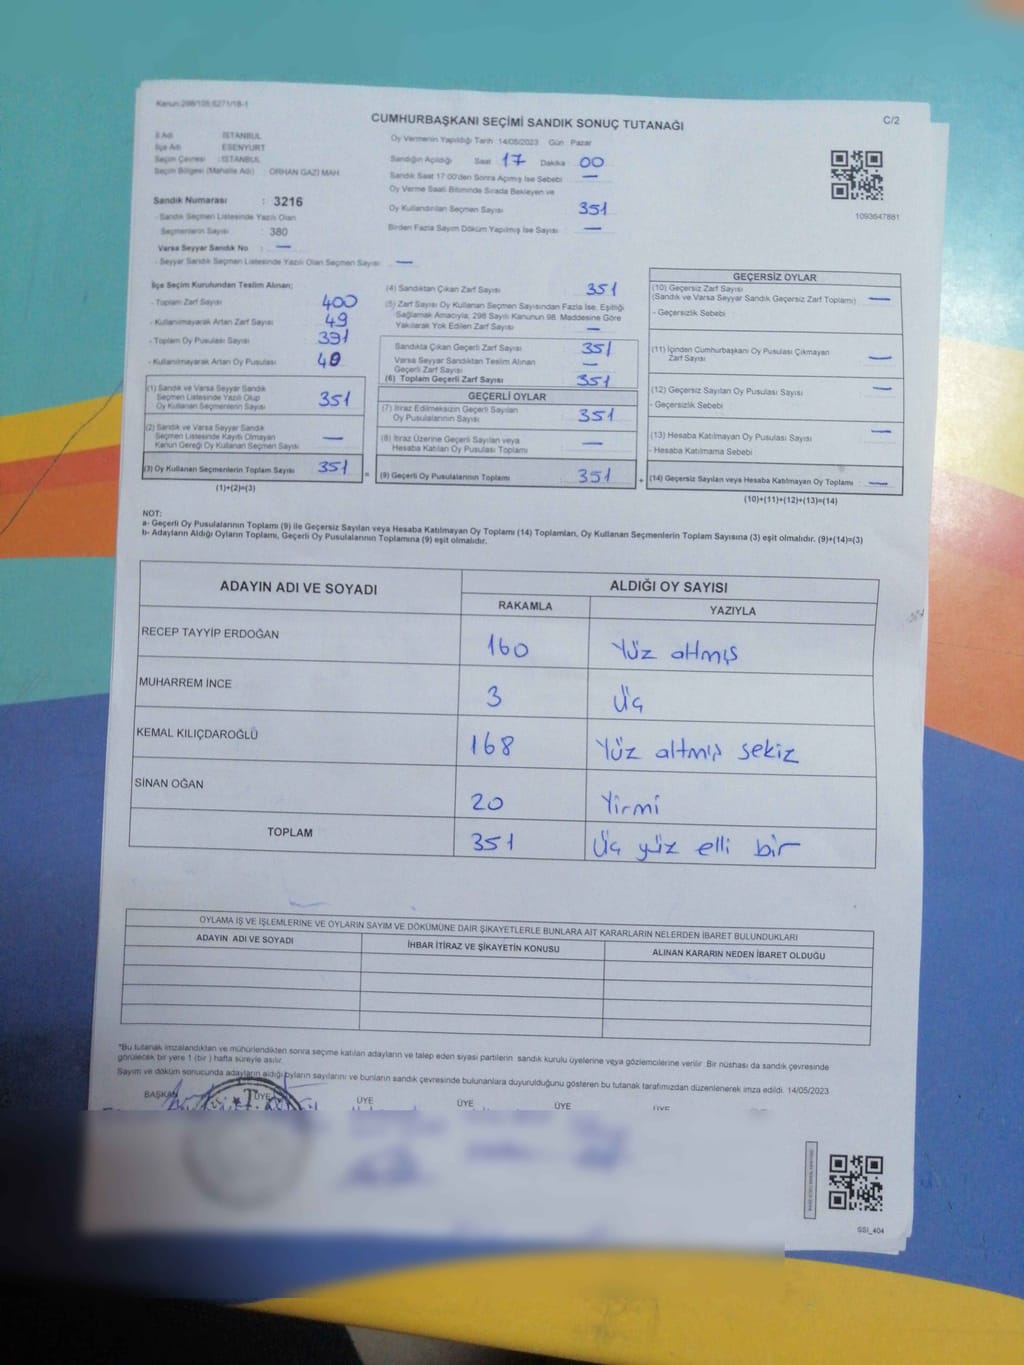 Kanun:298/105;6271/18-1
CUMHURBAŞKANI SEÇİMİ SANDIK SONUÇ TUTANAĞI
C/2
İl Adı : İSTANBUL
İlçe Adı : ESENYURT
Seçim Çevresi : İSTANBUL
Seçim Bölgesi (Mahalle Adı) : ORHAN GAZİ MAH.
Sandık Numarası : 3216
- Sandık Seçmen Listesinde Yazılı Olan
Seçmenlerin Sayısı : 380
Varsa Seyyar Sandık No : —
- Seyyar Sandık Seçmen Listesinde Yazılı Olan Seçmen Sayısı: —
Oy Vermenin Yapıldığı Tarih :14/05/2023 Gün : Pazar
Sandığın Açıldığı Saat 17 Dakika 00
Sandık Saat 17:00'den Sonra Açılmış İse Sebebi —
Oy Verme Saati Bitiminde Sırada Bekleyen ve
Oy Kullandırılan Seçmen Sayısı 351
Birden Fazla Sayım Döküm Yapılmış İse Sayısı —
1093647881
İlçe Seçim Kurulundan Teslim Alınan;
- Toplam Zarf Sayısı 400
- Kullanılmayarak Artan Zarf Sayısı 49
- Toplam Oy Pusulası Sayısı 391
- Kullanılmayarak Artan Oy Pusulası 40
(1) Sandık ve Varsa Seyyar Sandık
Seçmen Listesinde Yazılı Olup
Oy Kullanan Seçmenlerin Sayısı 351
(2) Sandık ve Varsa Seyyar Sandık
Seçmen Listesinde Kayıtlı Olmayan
Kanun Gereği Oy Kullanan Seçmen Sayısı —
(3) Oy Kullanan Seçmenlerin Toplam Sayısı 351 =
(1)+(2)=(3)
(4) Sandıktan Çıkan Zarf Sayısı 351
(5) Zarf Sayısı Oy Kullanan Seçmen Sayısından Fazla İse, Eşitliği
Sağlamak Amacıyla, 298 Sayılı Kanunun 98. Maddesine Göre
Yakılarak Yok Edilen Zarf Sayısı —
Sandıkta Çıkan Geçerli Zarf Sayısı 351
Varsa Seyyar Sandıktan Teslim Alınan
Geçerli Zarf Sayısı —
(6) Toplam Geçerli Zarf Sayısı 351
GEÇERLİ OYLAR
(7) İtiraz Edilmeksizin Geçerli Sayılan
Oy Pusulalarının Sayısı 351
(8) İtiraz Üzerine Geçerli Sayılan veya
Hesaba Katılan Oy Pusulası Toplamı —
(9) Geçerli Oy Pusulalarının Toplamı 351 +
GEÇERSİZ OYLAR
(10) Geçersiz Zarf Sayısı
(Sandık ve Varsa Seyyar Sandık Geçersiz Zarf Toplamı) —
- Geçersizlik Sebebi
(11) İçinden Cumhurbaşkanı Oy Pusulası Çıkmayan
Zarf Sayısı —
(12) Geçersiz Sayılan Oy Pusulası Sayısı —
- Geçersizlik Sebebi
(13) Hesaba Katılmayan Oy Pusulası Sayısı —
- Hesaba Katılmama Sebebi
(14) Geçersiz Sayılan veya Hesaba Katılmayan Oy Toplamı —
(10)+(11)+(12)+(13)=(14)
NOT:
a- Geçerli Oy Pusulalarının Toplamı (9) ile Geçersiz Sayılan veya Hesaba Katılmayan Oy Toplamı (14) Toplamları, Oy Kullanan Seçmenlerin Toplam Sayısına (3) eşit olmalıdır. (9)+(14)=(3)
b- Adayların Aldığı Oyların Toplamı, Geçerli Oy Pusulalarının Toplamına (9) eşit olmalıdır.
ADAYIN ADI VE SOYADI
ALDIĞI OY SAYISI
RAKAMLA YAZIYLA
RECEP TAYYİP ERDOĞAN 160 Yüz altmış
MUHARREM İNCE 3 Üç
KEMAL KILIÇDAROĞLU 168 Yüz altmış sekiz
SİNAN OĞAN 20 Yirmi
TOPLAM 351 Üç yüz elli bir
OYLAMA İŞ VE İŞLEMLERİNE VE OYLARIN SAYIM VE DÖKÜMÜNE DAİR ŞİKAYETLERLE BUNLARA AİT KARARLARIN NELERDEN İBARET BULUNDUKLARI
ADAYIN ADI VE SOYADI İHBAR İTİRAZ VE ŞİKAYETİN KONUSU ALINAN KARARIN NEDEN İBARET OLDUĞU
*Bu tutanak imzalandıktan ve mühürlendikten sonra seçime katılan adayların ve talep eden siyasi partilerin sandık kurulu üyelerine veya gözlemcilerine verilir. Bir nüshası da sandık çevresinde
görülecek bir yere 1 (bir) hafta süreyle asılır.
Sayım ve döküm sonucunda adayların aldığı oyların sayılarını ve bunların sandık çevresinde bulunanlara duyurulduğunu gösteren bu tutanak tarafımızdan düzenlenerek imza edildi. 14/05/2023
BAŞKAN ÜYE ÜYE ÜYE ÜYE ÜYE
SSI_404